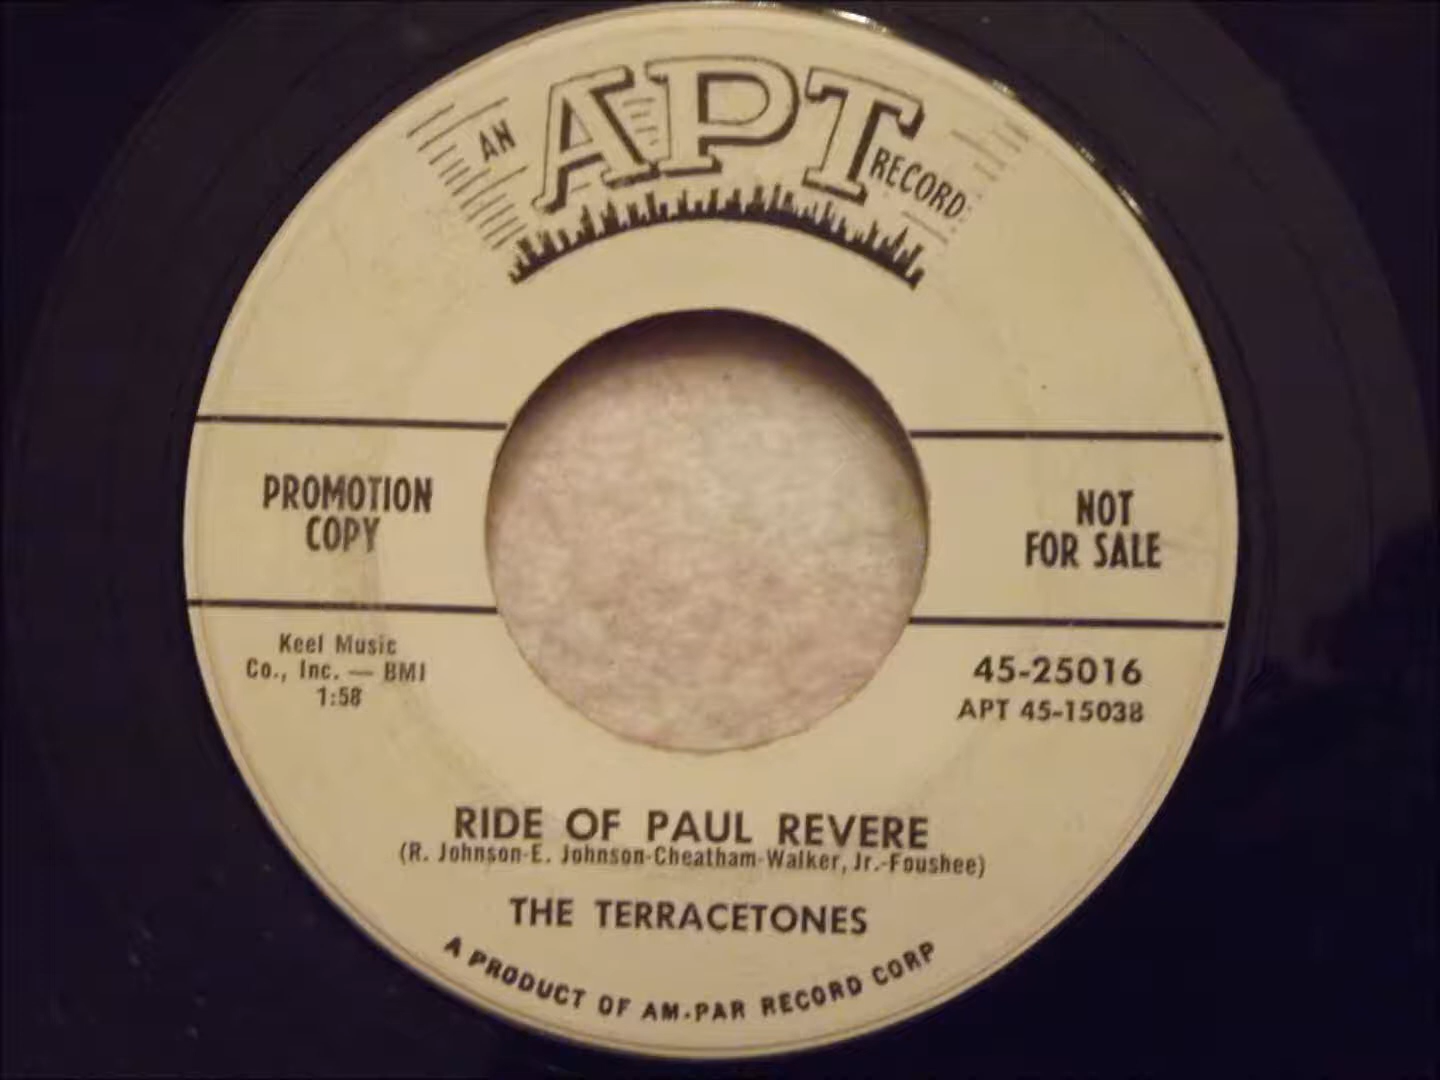 AN APT RECORD
PROMOTION
COPY
NOT
FOR SALE
Keel Music
Co., Inc. — BMI
1:58
45-25016
APT 45-15038
RIDE OF PAUL REVERE
(R. Johnson-E. Johnson-Cheatham-Walker, Jr.-Foushee)
THE TERRACETONES
A PRODUCT OF AM-PAR RECORD CORP